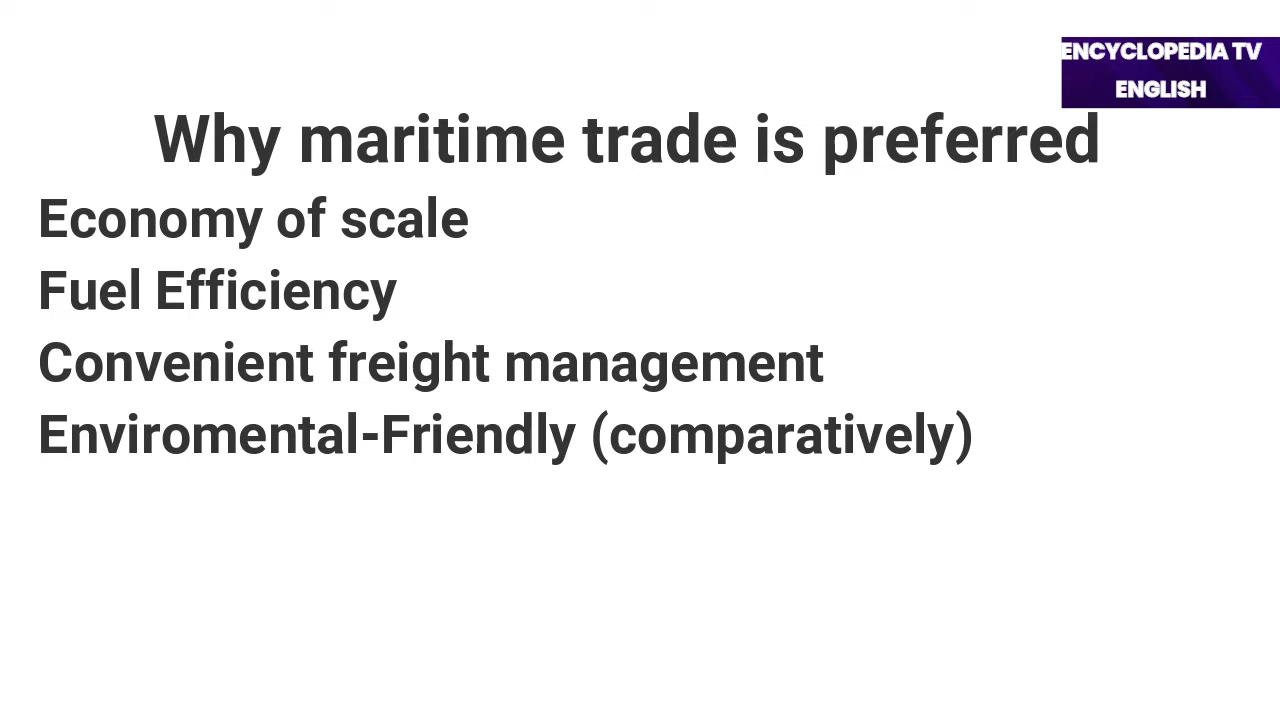 ENCYCLOPEDIA TV
ENGLISH
Why maritime trade is preferred
Economy of scale
Fuel Efficiency
Convenient freight management
Enviromental-Friendly (comparatively)